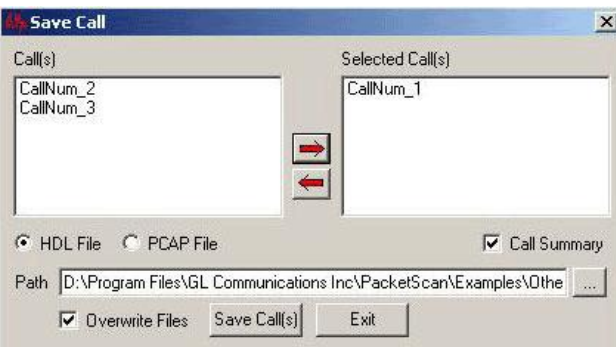 Save Call
Call(s)
Selected Call(s)
CallNum_2
CallNum_3
CallNum_1
HDL File
PCAP File
Call Summary
Path D:\Program Files\GL Communications Inc\PacketScan\Examples\Othe ...
Overwrite Files
Save Call(s)
Exit